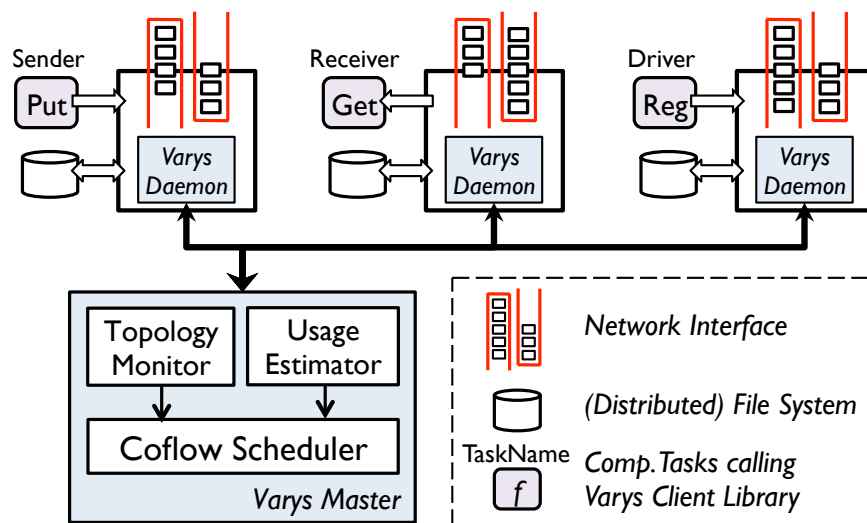 Sender
Put
Varys
Daemon
Receiver
Get
Varys
Daemon
Driver
Reg
Varys
Daemon
Topology
Monitor
Usage
Estimator
Coflow Scheduler
Varys Master
Network Interface
(Distributed) File System
TaskName
f
Comp. Tasks calling
Varys Client Library